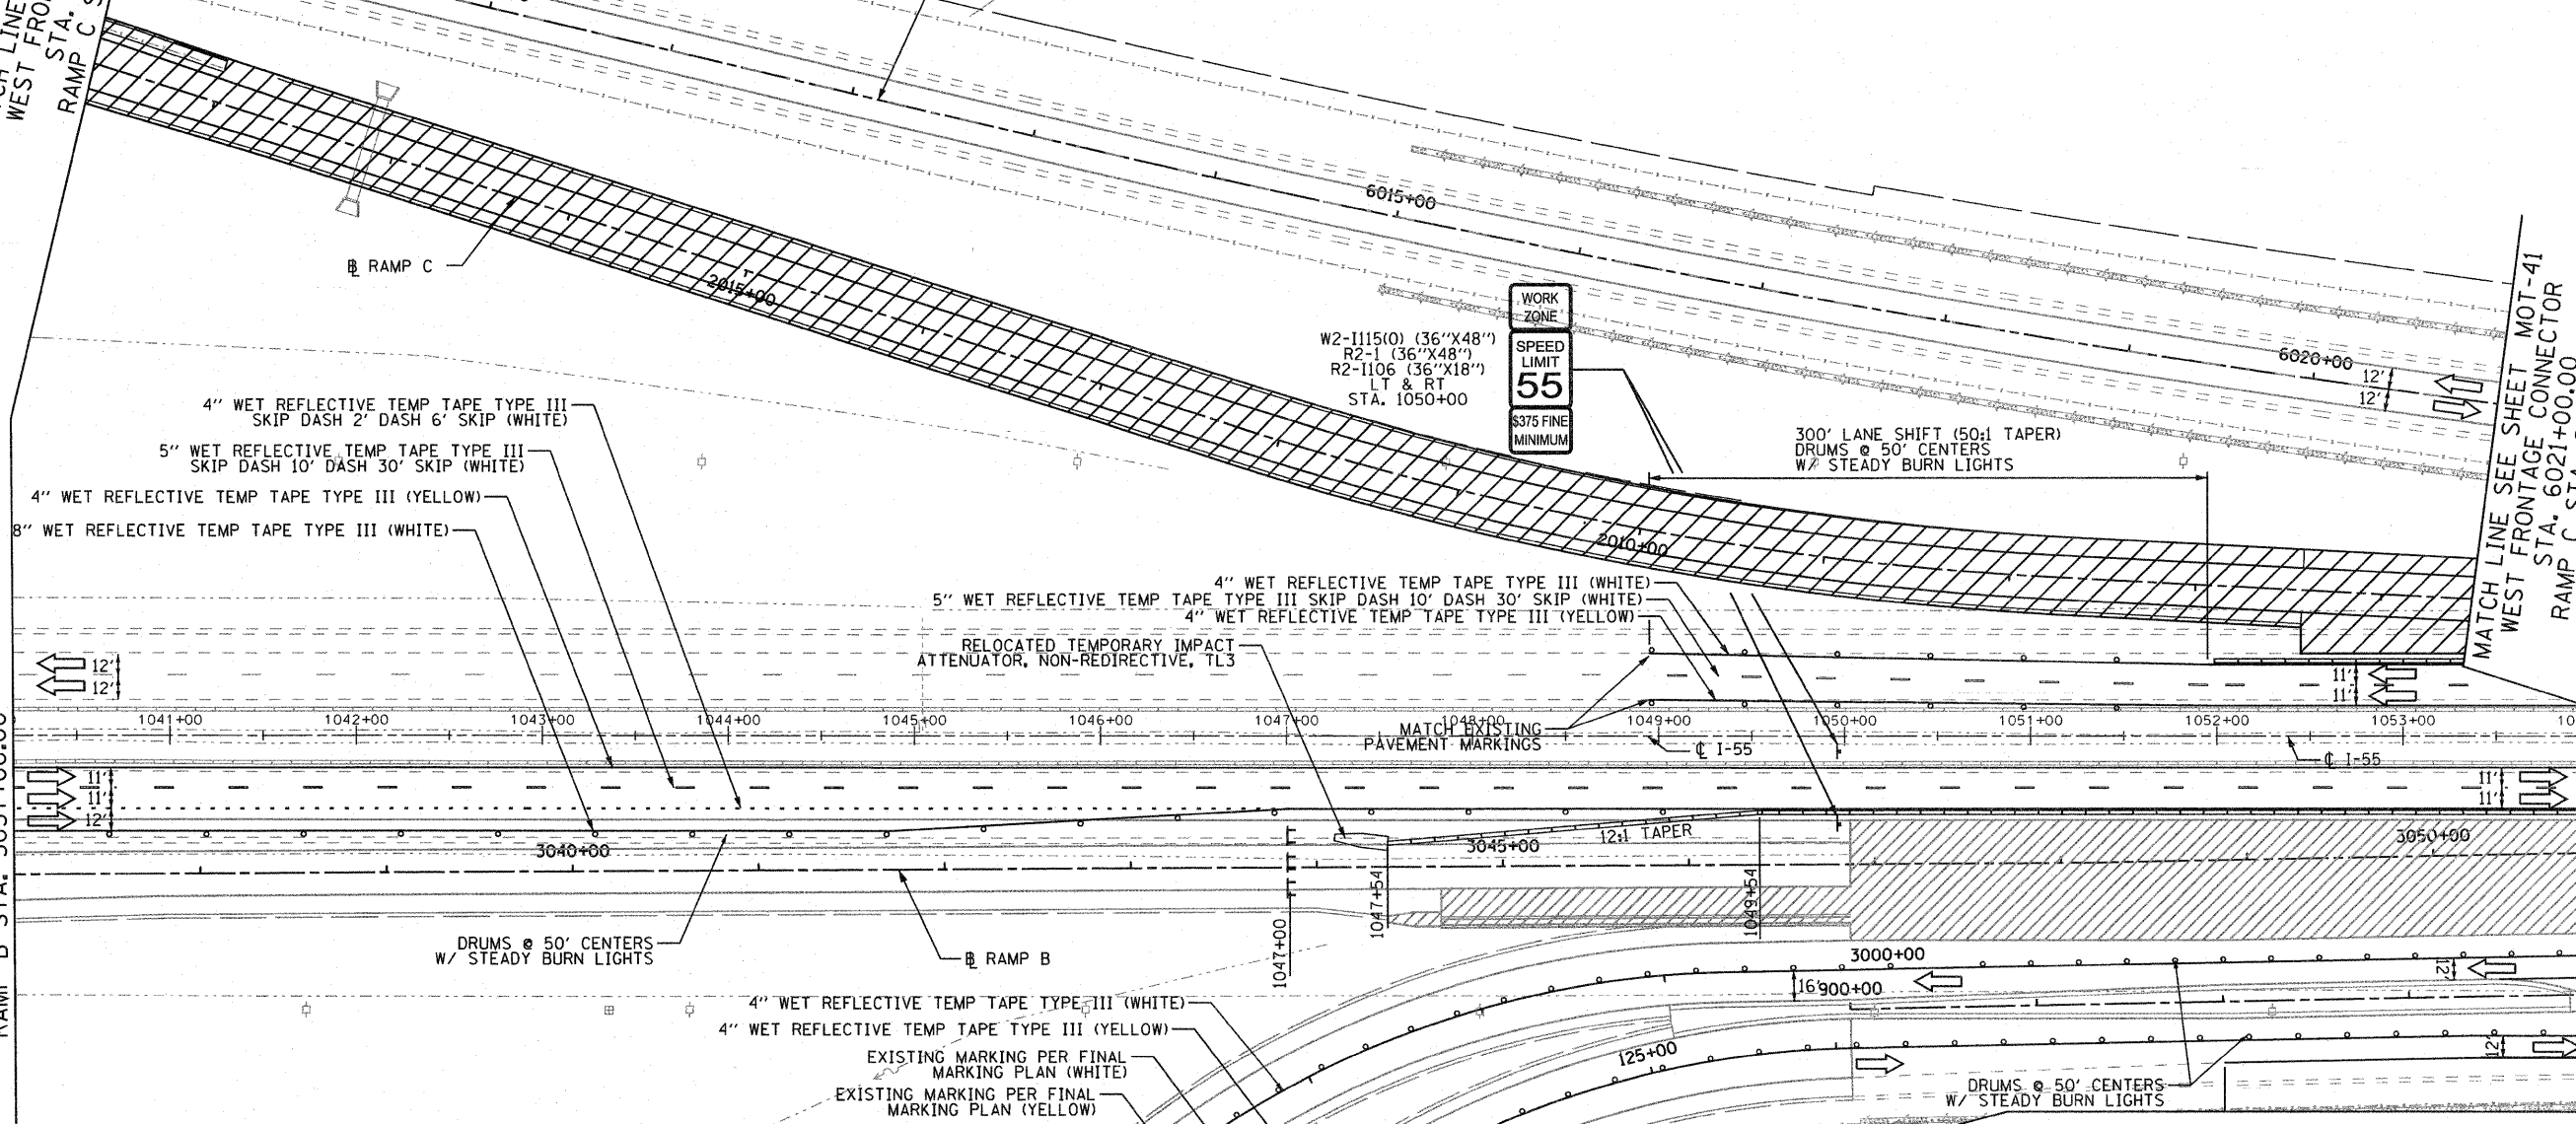 WEST FRO
STA.
RAMP C S
℄ RAMP C
2015+00
6015+00
6020+00
12'
12'
WORK
ZONE
SPEED
LIMIT
55
$375 FINE
MINIMUM
W2-I115(O) (36"X48")
R2-1 (36"X48")
R2-I106 (36"X18")
LT & RT
STA. 1050+00
300' LANE SHIFT (50:1 TAPER)
DRUMS @ 50' CENTERS
W/ STEADY BURN LIGHTS
MATCH LINE SEE SHEET MOT-41
WEST FRONTAGE CONNECTOR
STA. 6021+00.00
4" WET REFLECTIVE TEMP TAPE TYPE III
SKIP DASH 2' DASH 6' SKIP (WHITE)
5" WET REFLECTIVE TEMP TAPE TYPE III
SKIP DASH 10' DASH 30' SKIP (WHITE)
4" WET REFLECTIVE TEMP TAPE TYPE III (YELLOW)
8" WET REFLECTIVE TEMP TAPE TYPE III (WHITE)
2010+00
4" WET REFLECTIVE TEMP TAPE TYPE III (WHITE)
5" WET REFLECTIVE TEMP TAPE TYPE III SKIP DASH 10' DASH 30' SKIP (WHITE)
4" WET REFLECTIVE TEMP TAPE TYPE III (YELLOW)
RELOCATED TEMPORARY IMPACT
ATTENUATOR, NON-REDIRECTIVE, TL3
12'
12'
11'
11'
1041+00 1042+00 1043+00 1044+00 1045+00 1046+00 1047+00 1048+00 1049+00 1050+00 1051+00 1052+00 1053+00
MATCH EXISTING
PAVEMENT MARKINGS
℄ I-55
℄ I-55
11'
11'
12'
11'
11'
3040+00
3045+00
12:1 TAPER
3050+00
1047+00
1047+54
1049+54
DRUMS @ 50' CENTERS
W/ STEADY BURN LIGHTS
RAMP B
3000+00
16'
900+00
12'
4" WET REFLECTIVE TEMP TAPE TYPE III (WHITE)
4" WET REFLECTIVE TEMP TAPE TYPE III (YELLOW)
EXISTING MARKING PER FINAL
MARKING PLAN (WHITE)
EXISTING MARKING PER FINAL
MARKING PLAN (YELLOW)
125+00
12'
DRUMS @ 50' CENTERS
W/ STEADY BURN LIGHTS